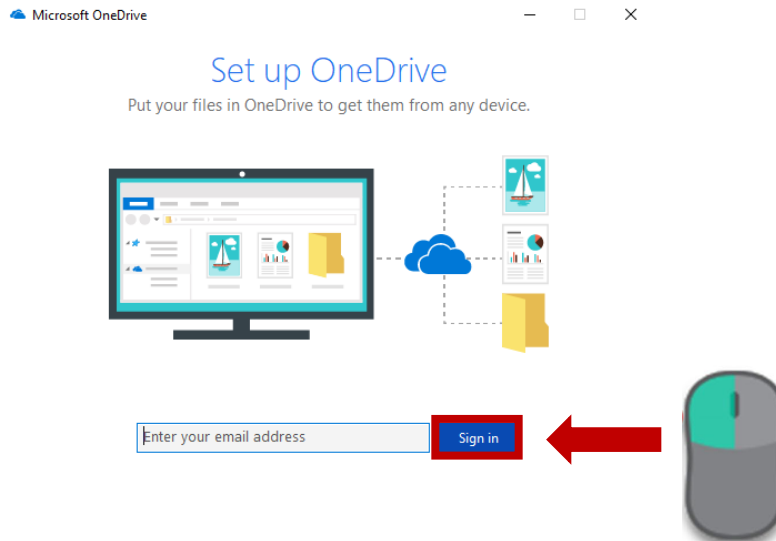 Microsoft OneDrive
Set up OneDrive
Put your files in OneDrive to get them from any device.
Enter your email address
Sign in